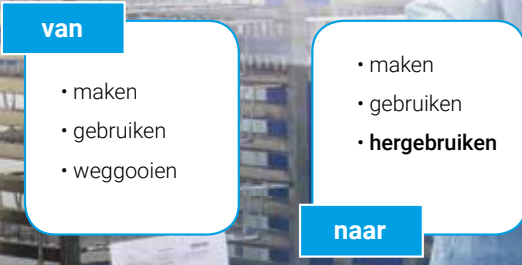 van
• maken
• gebruiken
• weggooien
• maken
• gebruiken
• hergebruiken
naar